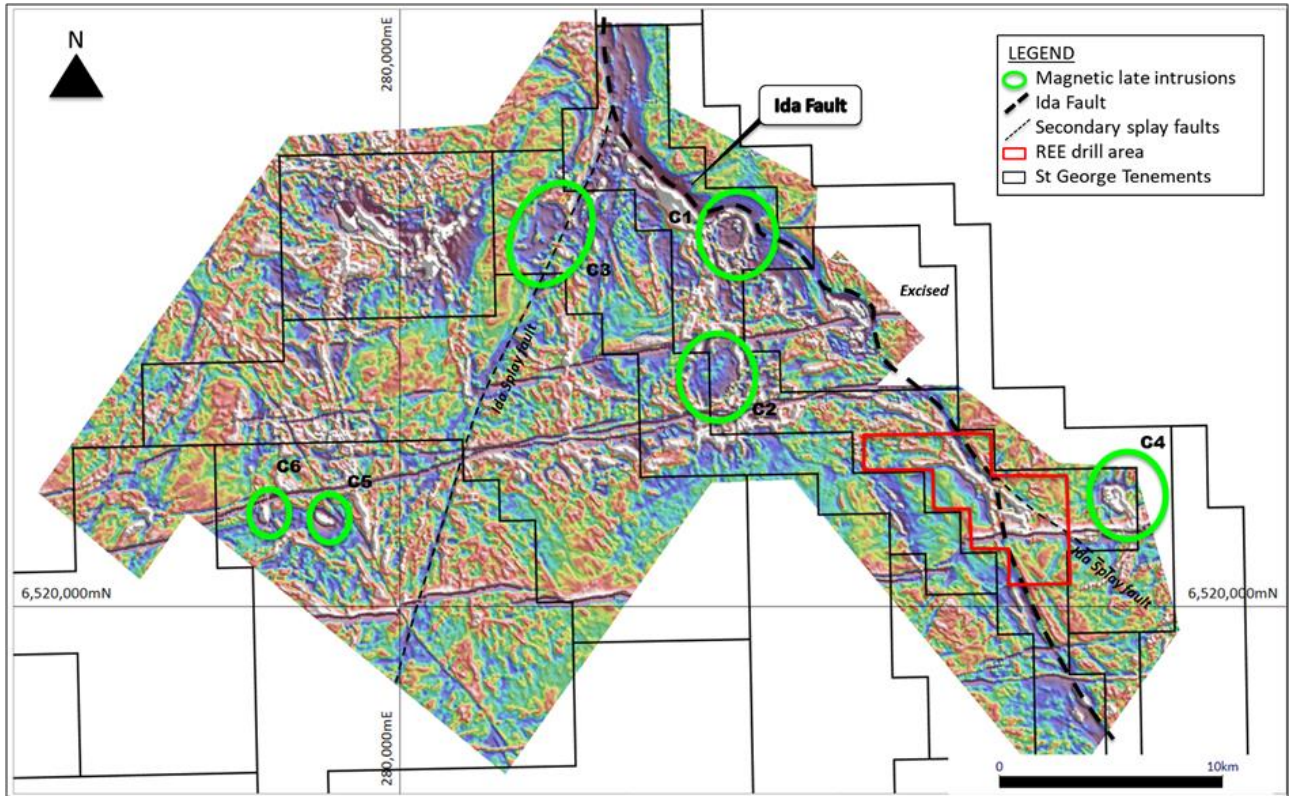 N
280,000mE
LEGEND
Magnetic late intrusions
Ida Fault
Secondary splay faults
REE drill area
St George Tenements
Ida Fault
C1
C3
Excised
Ida Splay fault
C2
C4
C6
C5
Ida Splay fault
6,520,000mN
6,520,000mN
280,000mE
0
10km